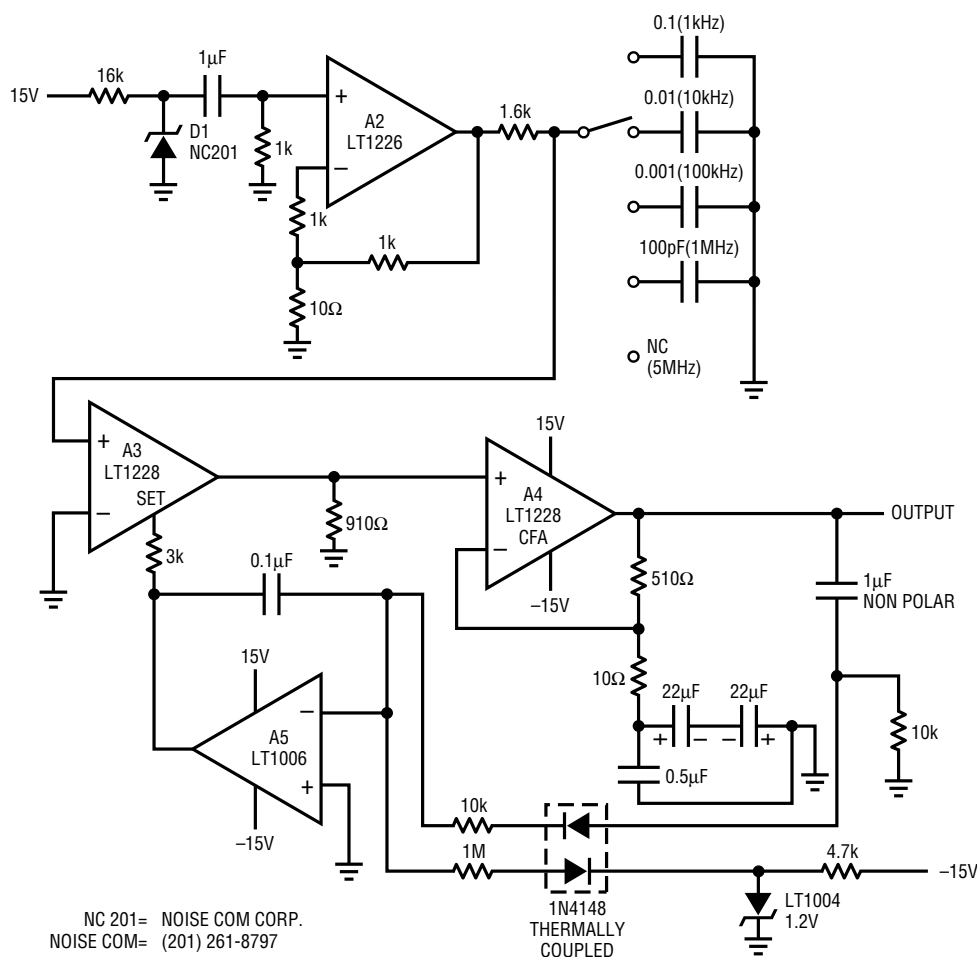 0.1(1kHz)
1µF
16k
15V
+
A2
LT1226
–
1.6k
0.01(10kHz)
D1
NC201
1k
0.001(100kHz)
1k
1k
100pF(1MHz)
10Ω
NC
(5MHz)
+
A3
LT1228
SET
–
15V
+
A4
LT1228
CFA
–
–15V
OUTPUT
910Ω
3k
0.1µF
510Ω
1µF
NON POLAR
15V
10Ω
–
A5
LT1006
+
–15V
22µF
22µF
+ – – +
10k
0.5µF
10k
1M
4.7k
–15V
1N4148
THERMALLY
COUPLED
LT1004
1.2V
NC 201= NOISE COM CORP.
NOISE COM= (201) 261-8797